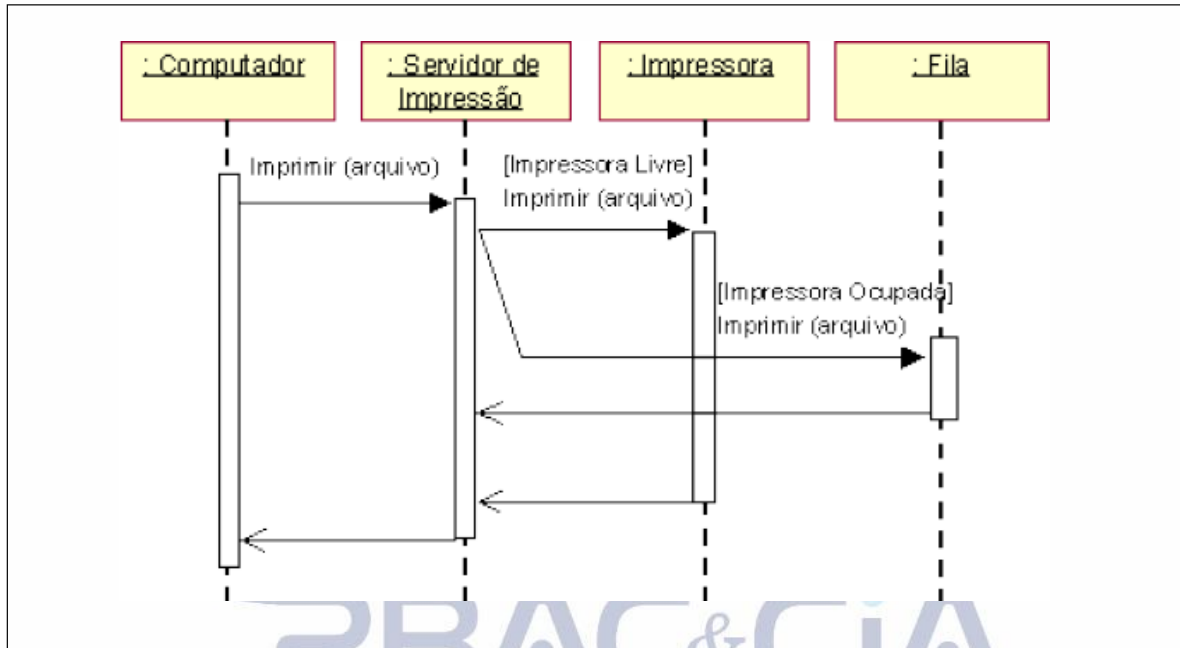 : Computador
: Servidor de
Impressão
: Impressora
: Fila
Imprimir (arquivo)
[Impressora Livre]
Imprimir (arquivo)
[Impressora Ocupada]
Imprimir (arquivo)